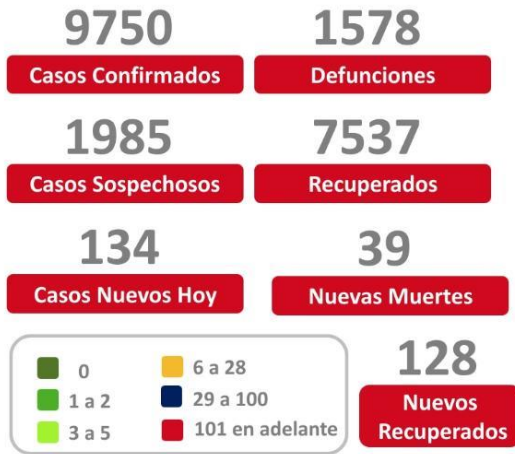 9750 1578
Casos Confirmados Defunciones
1985 7537
Casos Sospechosos Recuperados
134 39
Casos Nuevos Hoy Nuevas Muertes
0 6 a 28
1 a 2 29 a 100
3 a 5 101 en adelante
128
Nuevos
Recuperados